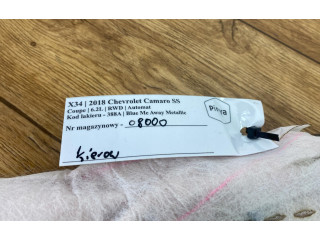 X34 | 2018 Chevrolet Camaro SS
Coupe | 6.2L | RWD | Automat
Kod lakieru - 388A | Blue Me Away Metallic
Nr magazynowy - 08000
Kierow